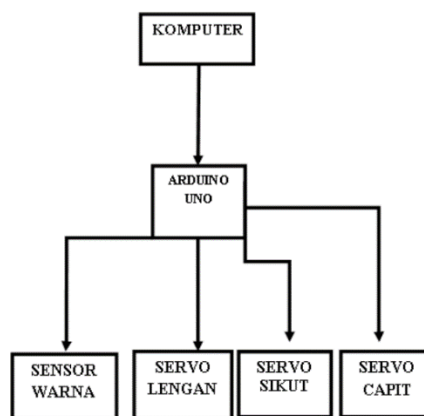 KOMPUTER
ARDUINO
UNO
SENSOR
WARNA
SERVO
LENGAN
SERVO
SIKUT
SERVO
CAPIT